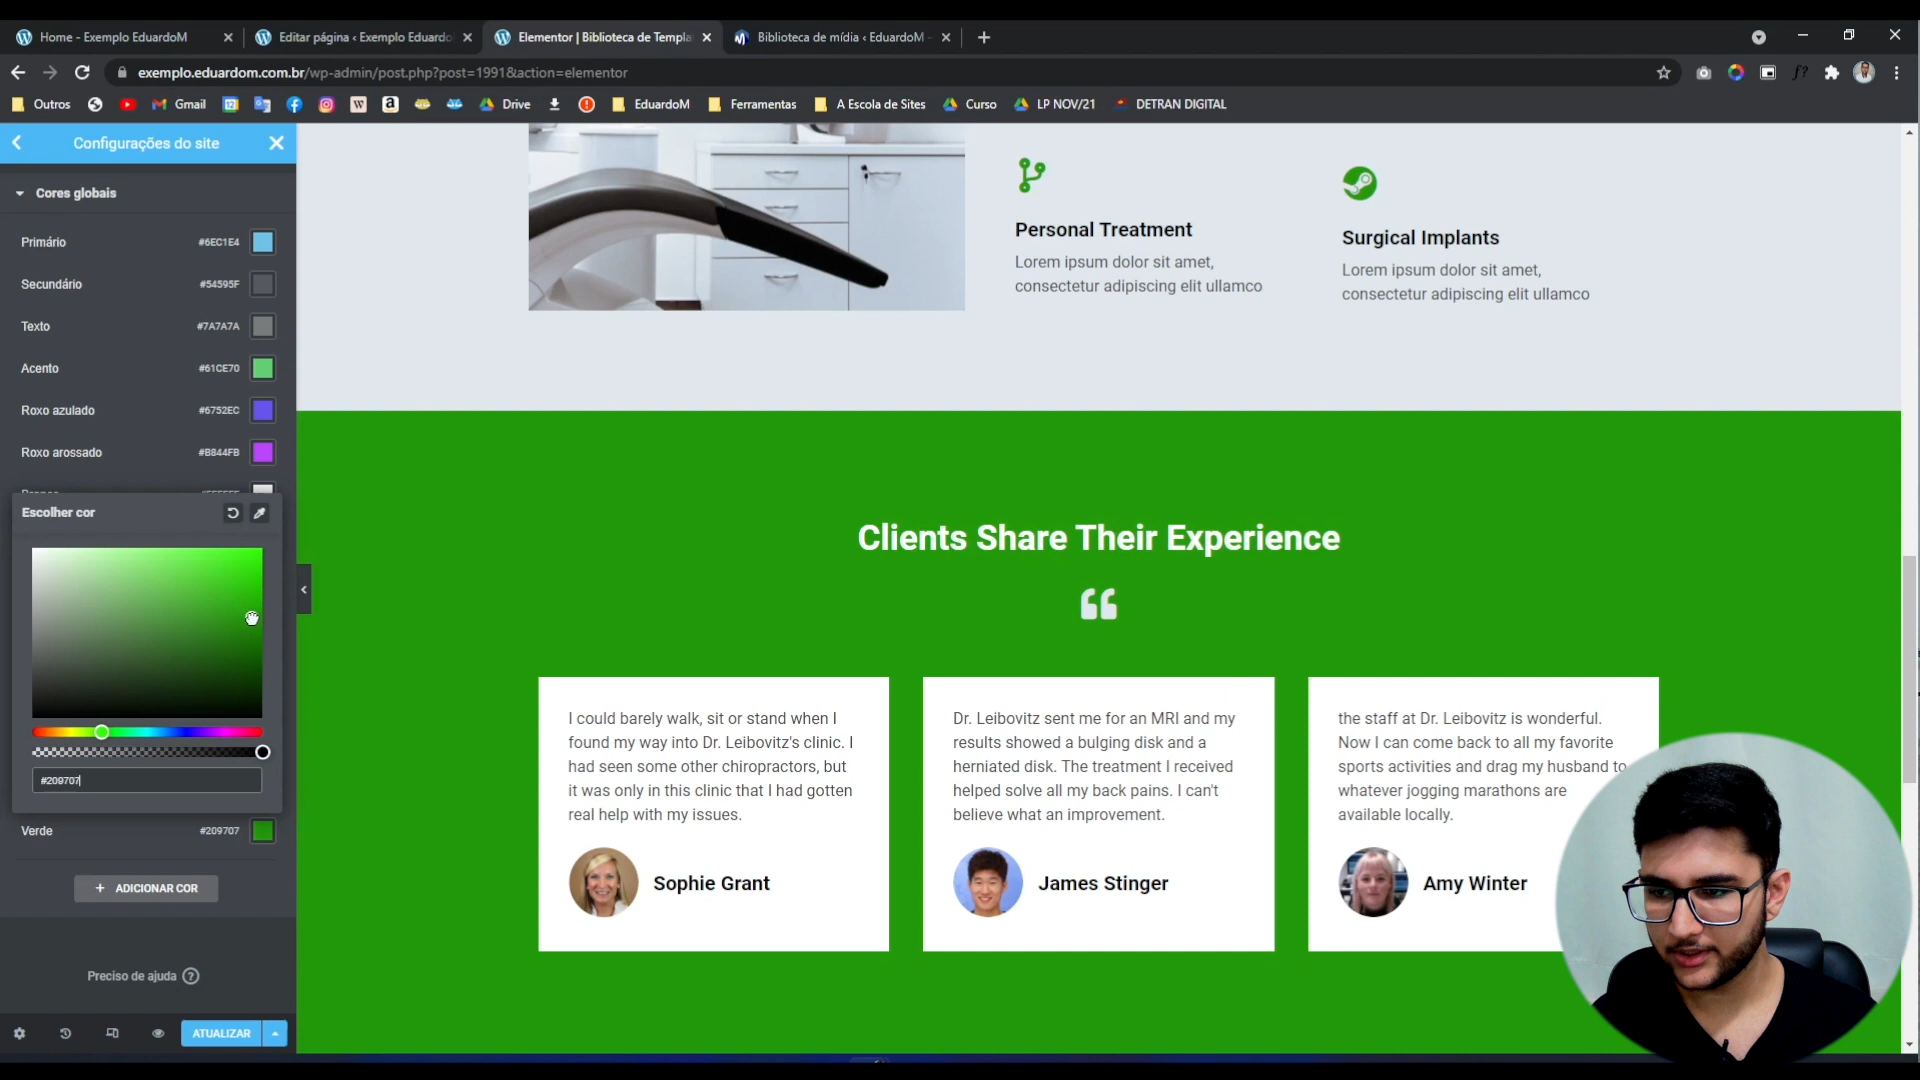 Home - Exemplo EduardoM
Editar página ‹ Exemplo Eduardo
Elementor | Biblioteca de Templa
Biblioteca de mídia ‹ EduardoM -
exemplo.eduardom.com.br/wp-admin/post.php?post=1991&action=elementor
f?
Outros
Gmail
Drive
EduardoM
Ferramentas
A Escola de Sites
Curso
LP NOV/21
DETRAN DIGITAL
Configurações do site
Cores globais
Primário #6EC1E4
Secundário #54595F
Texto #7A7A7A
Acento #61CE70
Roxo azulado #6752EC
Roxo arossado #B844FB
Escolher cor
#209707
Verde #209707
+ ADICIONAR COR
Preciso de ajuda ?
ATUALIZAR
Personal Treatment
Lorem ipsum dolor sit amet,
consectetur adipiscing elit ullamco
Surgical Implants
Lorem ipsum dolor sit amet,
consectetur adipiscing elit ullamco
Clients Share Their Experience
I could barely walk, sit or stand when I
found my way into Dr. Leibovitz's clinic. I
had seen some other chiropractors, but
it was only in this clinic that I had gotten
real help with my issues.
Sophie Grant
Dr. Leibovitz sent me for an MRI and my
results showed a bulging disk and a
herniated disk. The treatment I received
helped solve all my back pains. I can't
believe what an improvement.
James Stinger
the staff at Dr. Leibovitz is wonderful.
Now I can come back to all my favorite
sports activities and drag my husband to
whatever jogging marathons are
available locally.
Amy Winter